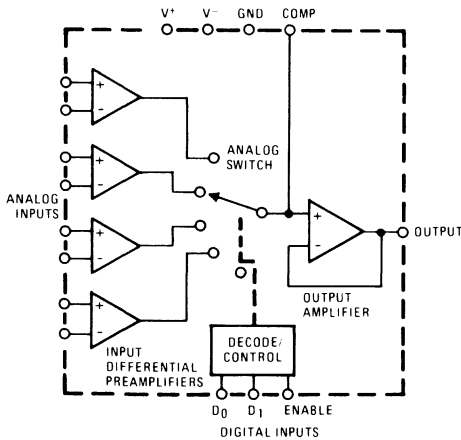 V+ V− GND COMP
+
−
ANALOG
SWITCH
+
−
ANALOG
INPUTS
+
−
+
−
OUTPUT
+
−
OUTPUT
AMPLIFIER
INPUT
DIFFERENTIAL
PREAMPLIFIERS
DECODE/
CONTROL
D0 D1 ENABLE
DIGITAL INPUTS